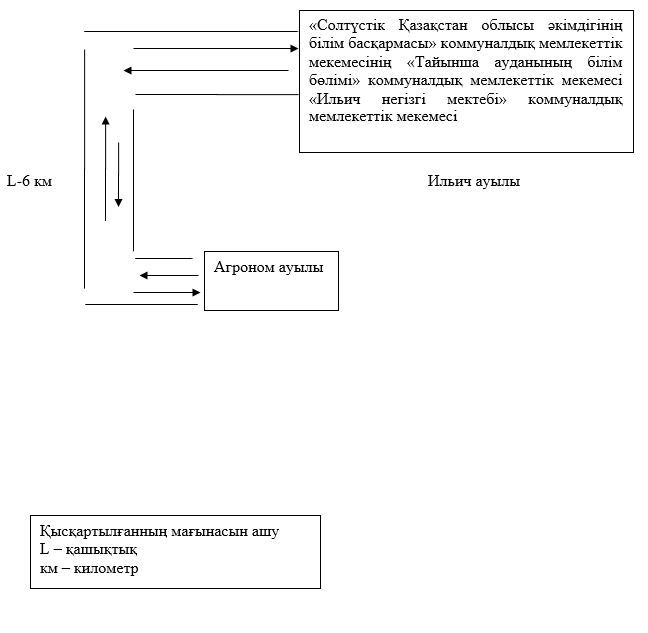 «Солтүстік Қазақстан облысы әкімдігінің
білім басқармасы» коммуналдық мемлекеттік
мекемесінің «Тайынша ауданының білім
бөлімі» коммуналдық мемлекеттік мекемесі
«Ильич негізгі мектебі» коммуналдық
мемлекеттік мекемесі
L-6 км
Ильич ауылы
Агроном ауылы
Қысқартылғанның мағынасын ашу
L – қашықтық
км – километр